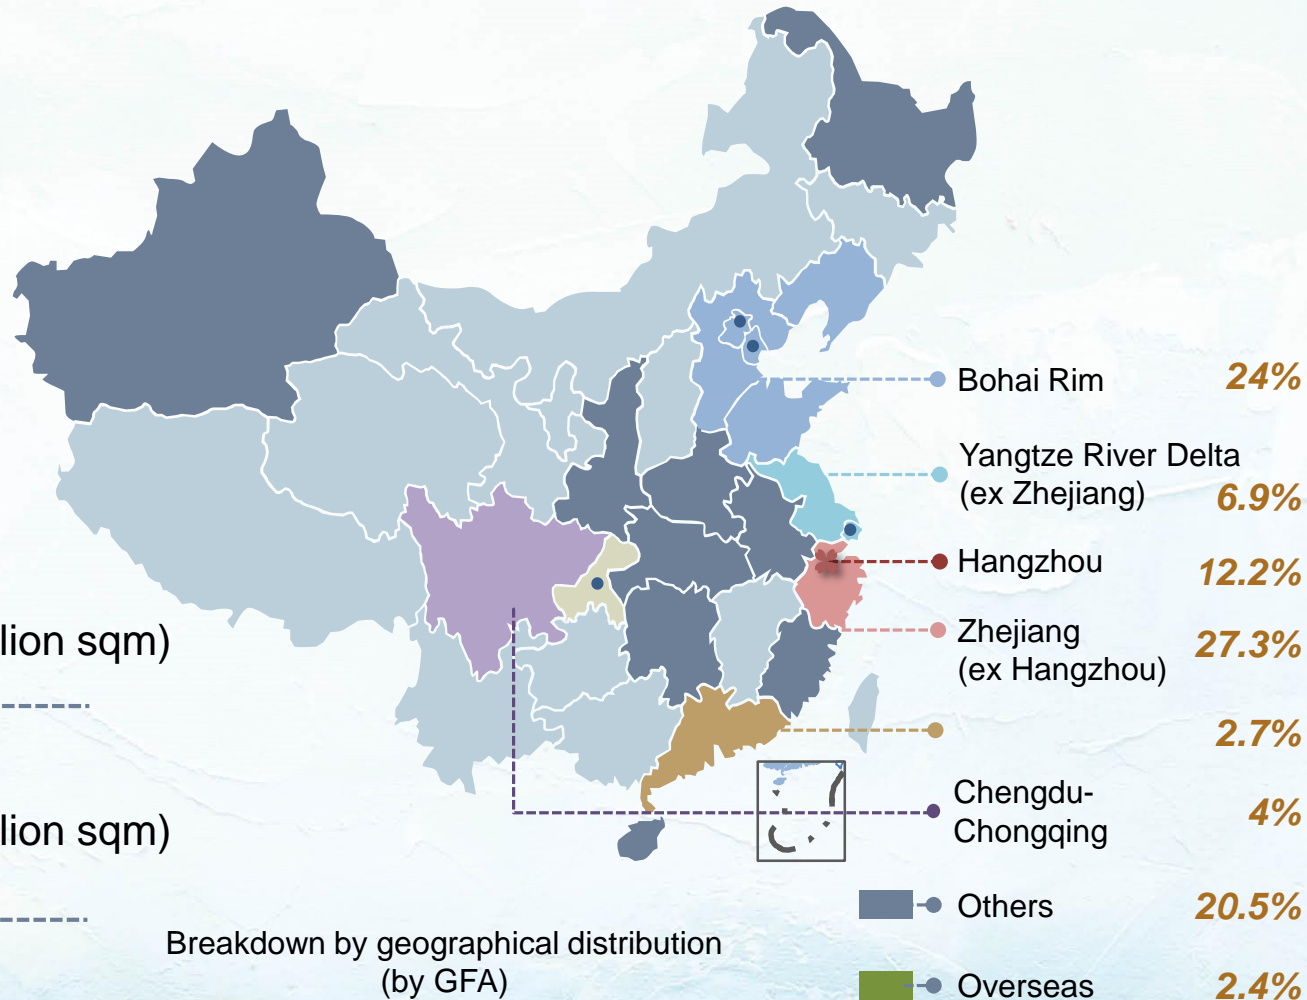 Bohai Rim 24%
Yangtze River Delta
(ex Zhejiang) 6.9%
Hangzhou 12.2%
Zhejiang
(ex Hangzhou) 27.3%
2.7%
Chengdu-
Chongqing 4%
lion sqm)
lion sqm)
Others 20.5%
Breakdown by geographical distribution
(by GFA)
Overseas 2.4%